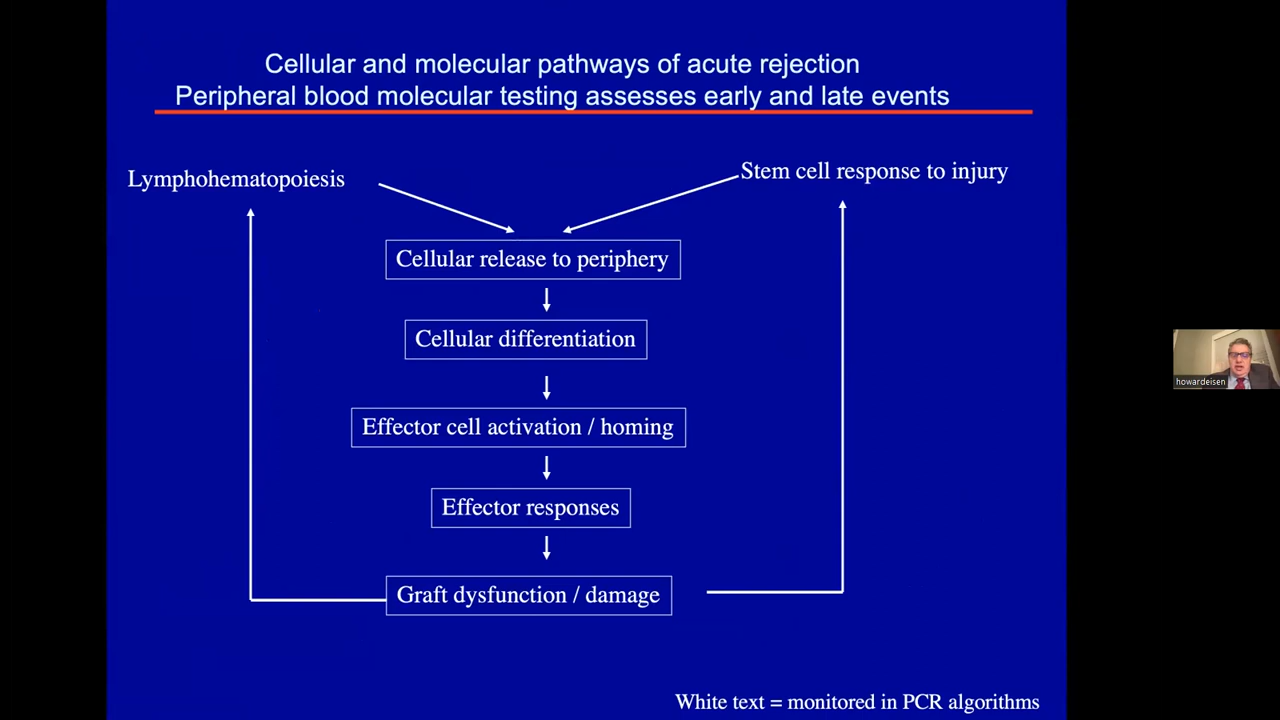 Cellular and molecular pathways of acute rejection
Peripheral blood molecular testing assesses early and late events
Lymphohematopoiesis
Stem cell response to injury
Cellular release to periphery
Cellular differentiation
Effector cell activation / homing
Effector responses
Graft dysfunction / damage
White text = monitored in PCR algorithms
howardeisen